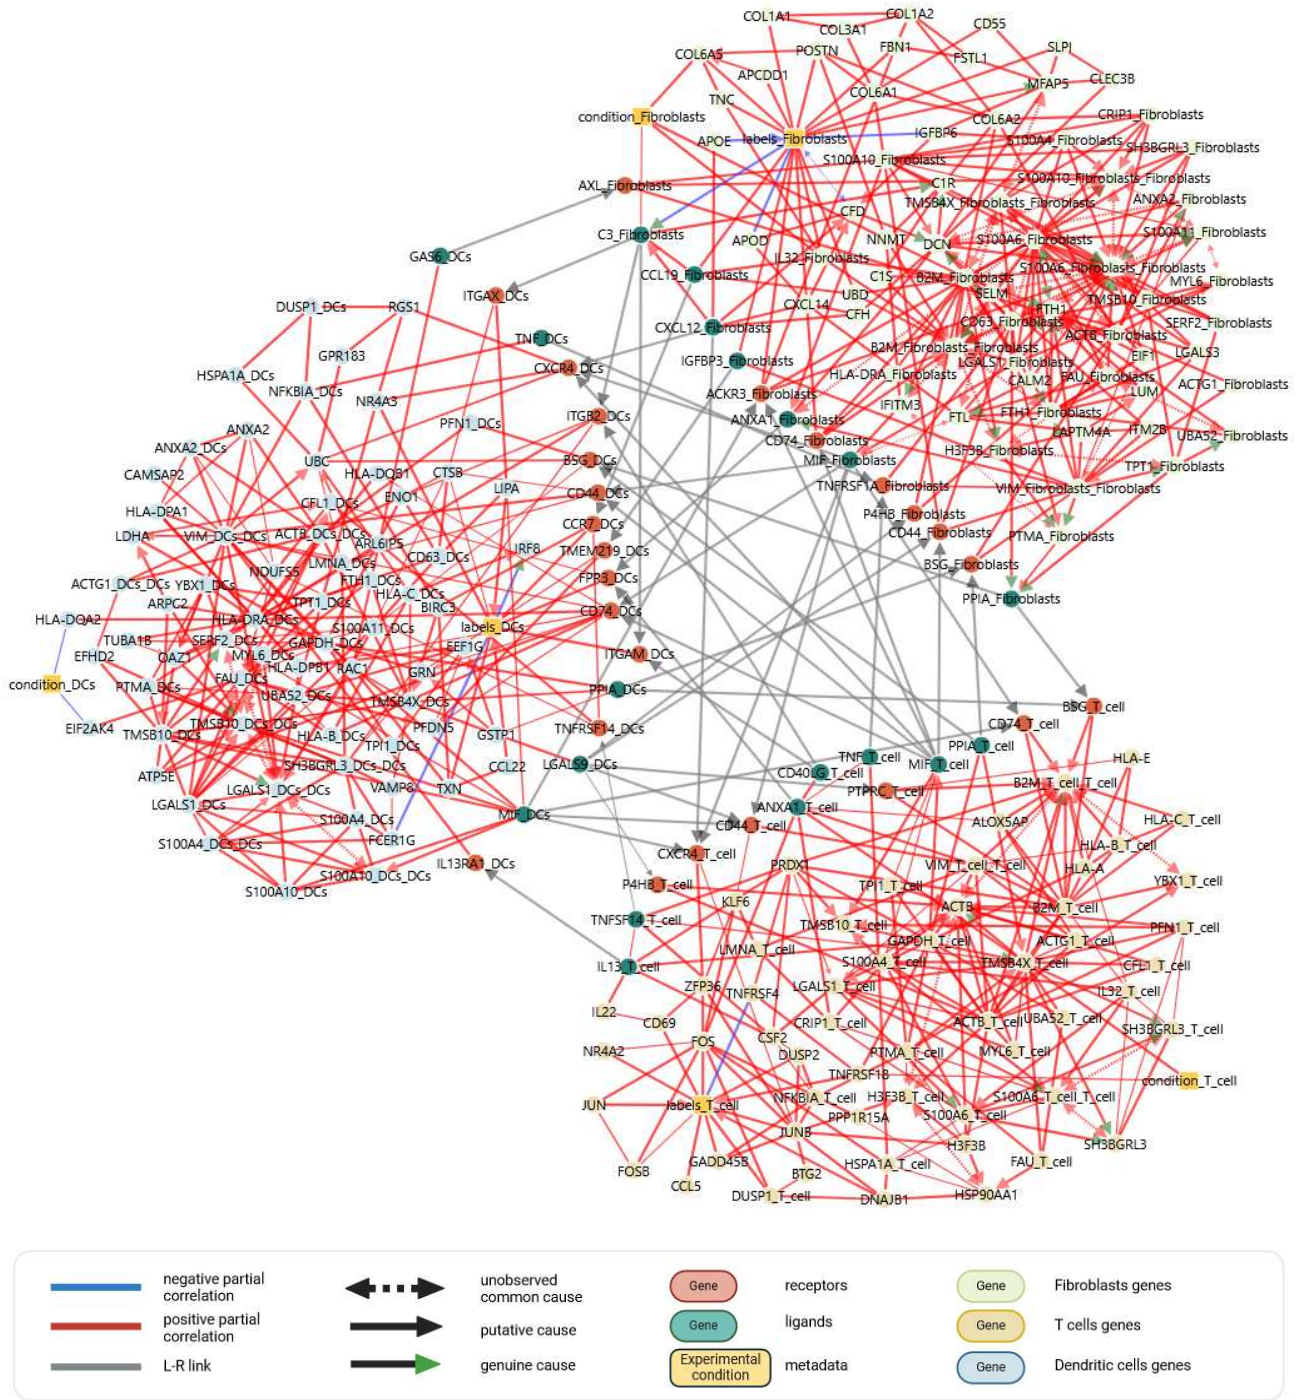 COL1A1
COL1A2
COL3A1
CD55
COL6A5
POSTN
FBN1
FSTL1
SLPI
APCDD1
MFAP5
CLEC3B
TNC
COL6A1
condition_Fibroblasts
COL6A2
CRIP1_Fibroblasts
APOE
labels_Fibroblasts
IGFBP6
S100A4_Fibroblasts
SH3BGRL3_Fibroblasts
S100A10_Fibroblasts
AXL_Fibroblasts
C1R
S100A10_Fibroblasts_Fibroblasts
TMSB4X_Fibroblasts_Fibroblasts
ANXA2_Fibroblasts
CFD
C3_Fibroblasts
APOD
NNMT
DCN
S100A6_Fibroblasts
S100A11_Fibroblasts
GAS6_DCs
IL32_Fibroblasts
CCL19_Fibroblasts
C1S
B2M_Fibroblasts
S100A6_Fibroblasts_Fibroblasts
MYL6_Fibroblasts
ITGAX_DCs
UBD
SELM
TMSB10_Fibroblasts
DUSP1_DCs
RGS1
CXCL14
CFH
FTH1
CXCL12_Fibroblasts
CD63_Fibroblasts
SERF2_Fibroblasts
TNF_DCs
ACTB_Fibroblasts
GPR183
B2M_Fibroblasts_Fibroblasts
EIF1
LGALS3
CXCR4_DCs
IGFBP3_Fibroblasts
LGALS1_Fibroblasts
HSPA1A_DCs
HLA-DRA_Fibroblasts
CALM2
FAU_Fibroblasts
ACTG1_Fibroblasts
NFKBIA_DCs
NR4A3
ACKR3_Fibroblasts
LUM
IFITM3
ITGB2_DCs
ANXA1_Fibroblasts
FTL
FTH1_Fibroblasts
PFN1_DCs
ANXA2
CD74_Fibroblasts
LAPTM4A
ITM2B
UBA52_Fibroblasts
ANXA2_DCs
H3F3B_Fibroblasts
UBC
BSG_DCs
MIF_Fibroblasts
TPT1_Fibroblasts
CAMSAP2
HLA-DQB1
CTSB
LIPA
TNFRSF1A_Fibroblasts
VIM_Fibroblasts_Fibroblasts
CD44_DCs
CFL1_DCs
ENO1
HLA-DPA1
P4HB_Fibroblasts
CCR7_DCs
LDHA
VIM_DCs_DCs
ACTB_DCs_DCs
CD44_Fibroblasts
PTMA_Fibroblasts
ARL6IP5
IRF8
TMEM219_DCs
CD63_DCs
LMNA_DCs
BSG_Fibroblasts
NDUFS5
FTH1_DCs
FPR3_DCs
ACTG1_DCs_DCs
YBX1_DCs
HLA-C_DCs
PPIA_Fibroblasts
ARPC2
TPT1_DCs
BIRC3
CD74_DCs
HLA-DQA2
HLA-DRA_DCs
S100A11_DCs
labels_DCs
TUBA1B
SERF2_DCs
GAPDH_DCs
EEF1G
EFHD2
OAZ1
MYL6_DCs
ITGAM_DCs
HLA-DPB1
RAC1
GRN
condition_DCs
PTMA_DCs
FAU_DCs
PPIA_DCs
UBA52_DCs
TMSB4X_DCs
BSG_T_cell
EIF2AK4
TMSB10_DCs_DCs
PFDN5
TNFRSF14_DCs
CD74_T_cell
TMSB10_DCs
HLA-B_DCs
GSTP1
TPI1_DCs
PPIA_T_cell
TNF_T_cell
HLA-E
SH3BGRL3_DCs_DCs
CCL22
LGALS9_DCs
MIF_T_cell
CD40LG_T_cell
ATP5E
B2M_T_cell_T_cell
LGALS1_DCs_DCs
VAMP8
TXN
PTPRC_T_cell
LGALS1_DCs
ANXA1_T_cell
MIF_DCs
S100A4_DCs
CD44_T_cell
ALOX5AP
HLA-C_T_cell
S100A4_DCs_DCs
FCER1G
HLA-B_T_cell
CXCR4_T_cell
IL13RA1_DCs
PRDX1
VIM_T_cell_T_cell
HLA-A
S100A10_DCs_DCs
YBX1_T_cell
S100A10_DCs
P4HB_T_cell
TPI1_T_cell
KLF6
ACTB
B2M_T_cell
TNFSF14_T_cell
TMSB10_T_cell
PFN1_T_cell
GAPDH_T_cell
ACTG1_T_cell
LMNA_T_cell
S100A4_T_cell
TMSB4X_T_cell
CFL1_T_cell
IL13_T_cell
ZFP36
LGALS1_T_cell
TNFRSF4
IL32_T_cell
IL22
CRIP1_T_cell
ACTB_T_cell
UBA52_T_cell
CD69
SH3BGRL3_T_cell
FOS
CSF2
NR4A2
DUSP2
PTMA_T_cell
MYL6_T_cell
TNFRSF18
condition_T_cell
JUN
labels_T_cell
NFKBIA_T_cell
H3F3B_T_cell
S100A6_T_cell_T_cell
PPP1R15A
S100A6_T_cell
JUNB
H3F3B
SH3BGRL3
GADD45B
HSPA1A_T_cell
FAU_T_cell
FOSB
BTG2
CCL5
DUSP1_T_cell
DNAJB1
HSP90AA1
negative partial
correlation
unobserved
common cause
Gene
receptors
Gene
Fibroblasts genes
positive partial
correlation
putative cause
Gene
ligands
Gene
T cells genes
L-R link
genuine cause
Experimental
condition
metadata
Gene
Dendritic cells genes